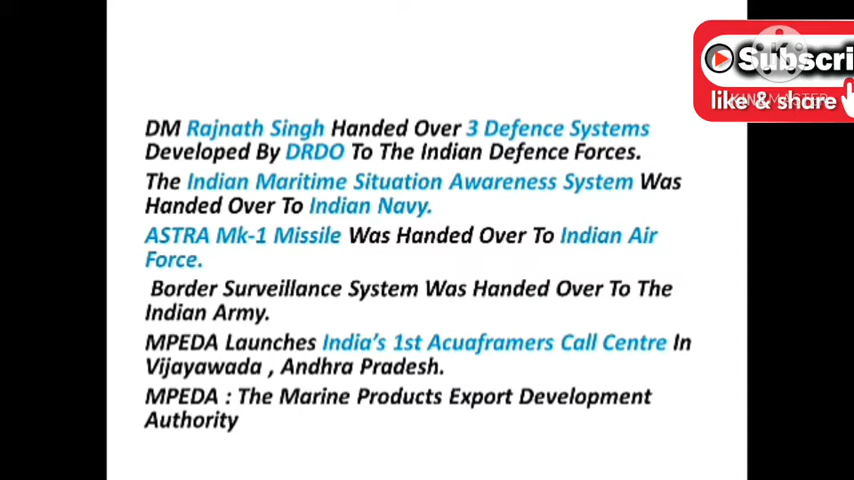 Subscri
like & share
KINEMASTER
DM Rajnath Singh Handed Over 3 Defence Systems
Developed By DRDO To The Indian Defence Forces.
The Indian Maritime Situation Awareness System Was
Handed Over To Indian Navy.
ASTRA Mk-1 Missile Was Handed Over To Indian Air
Force.
Border Surveillance System Was Handed Over To The
Indian Army.
MPEDA Launches India's 1st Acuaframers Call Centre In
Vijayawada , Andhra Pradesh.
MPEDA : The Marine Products Export Development
Authority